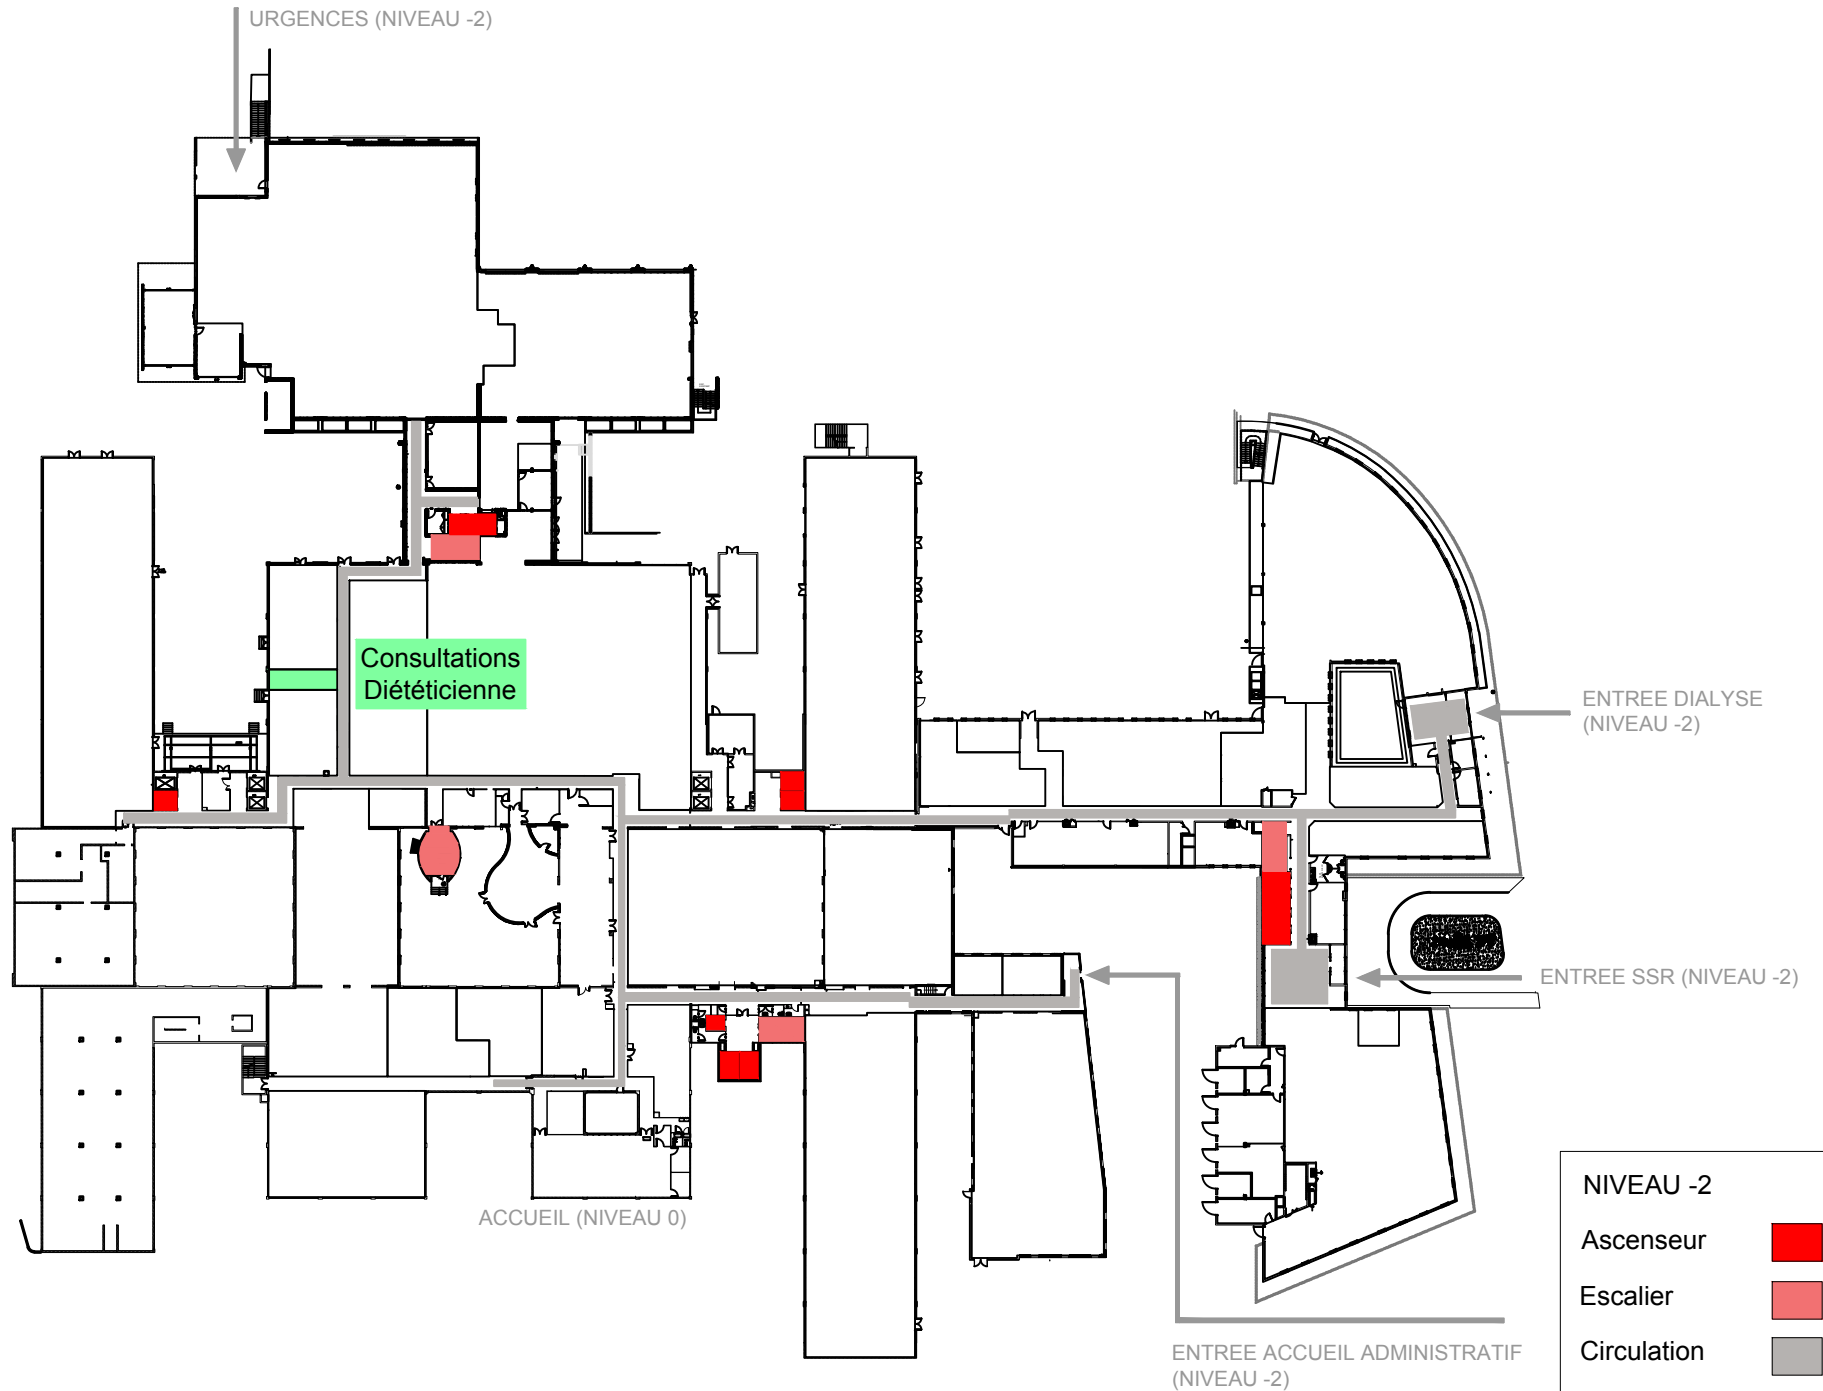 URGENCES (NIVEAU -2)
Consultations
Diététicienne
ENTREE DIALYSE
(NIVEAU -2)
ENTREE SSR (NIVEAU -2)
ACCUEIL (NIVEAU 0)
ENTREE ACCUEIL ADMINISTRATIF
(NIVEAU -2)
NIVEAU -2
Ascenseur
Escalier
Circulation